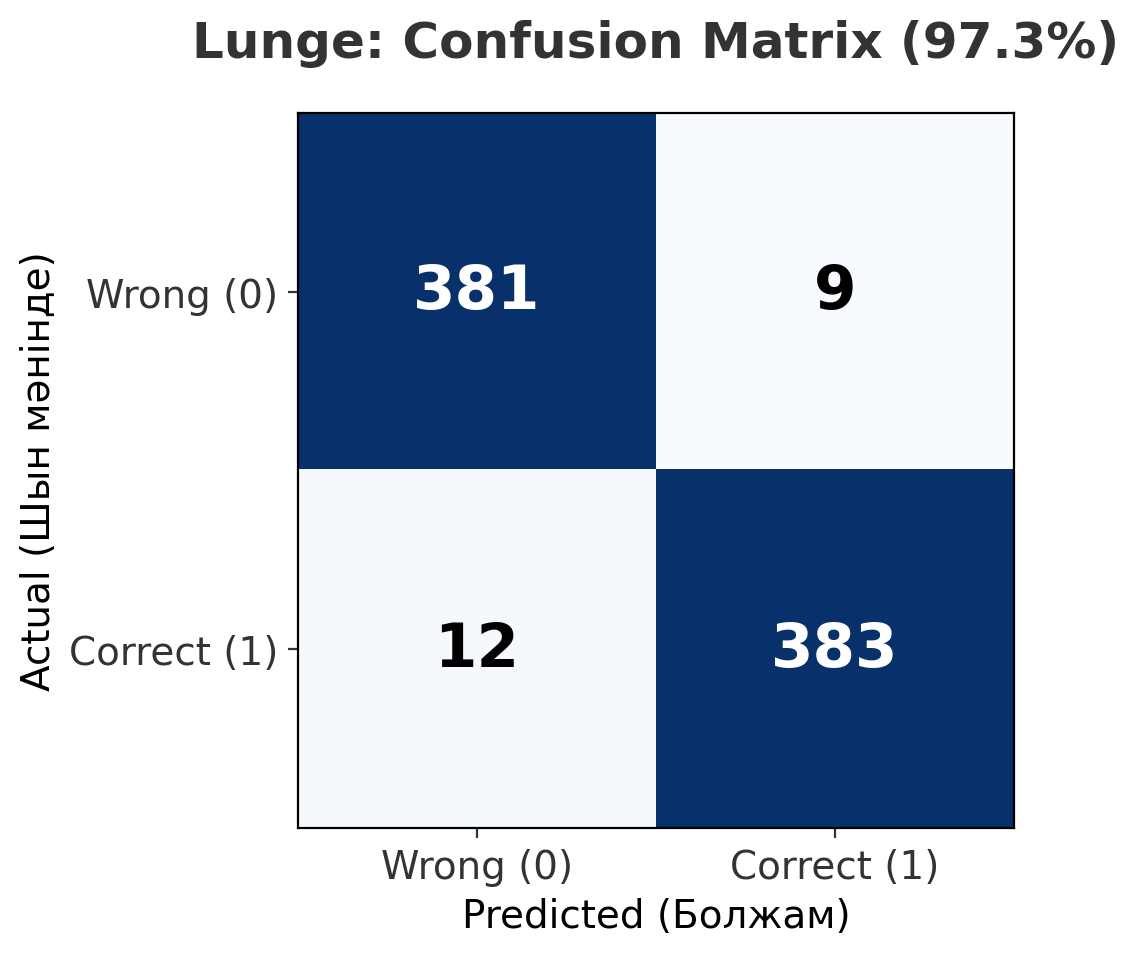 Lunge: Confusion Matrix (97.3%)
Actual (Шын мәнінде)
Wrong (0)
381
9
Correct (1)
12
383
Wrong (0)
Correct (1)
Predicted (Болжам)